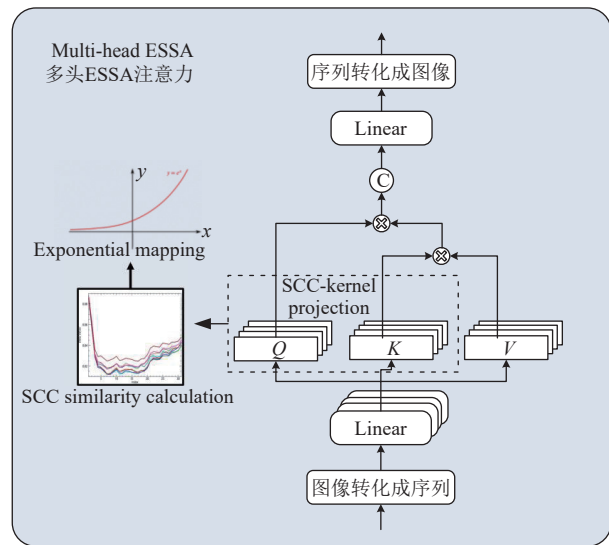 Multi-head ESSA
多头ESSA注意力
序列转化成图像
Linear
C
y
y=e^x
x
Exponential mapping
SCC-kernel
projection
Q
K
V
SCC similarity calculation
Linear
图像转化成序列